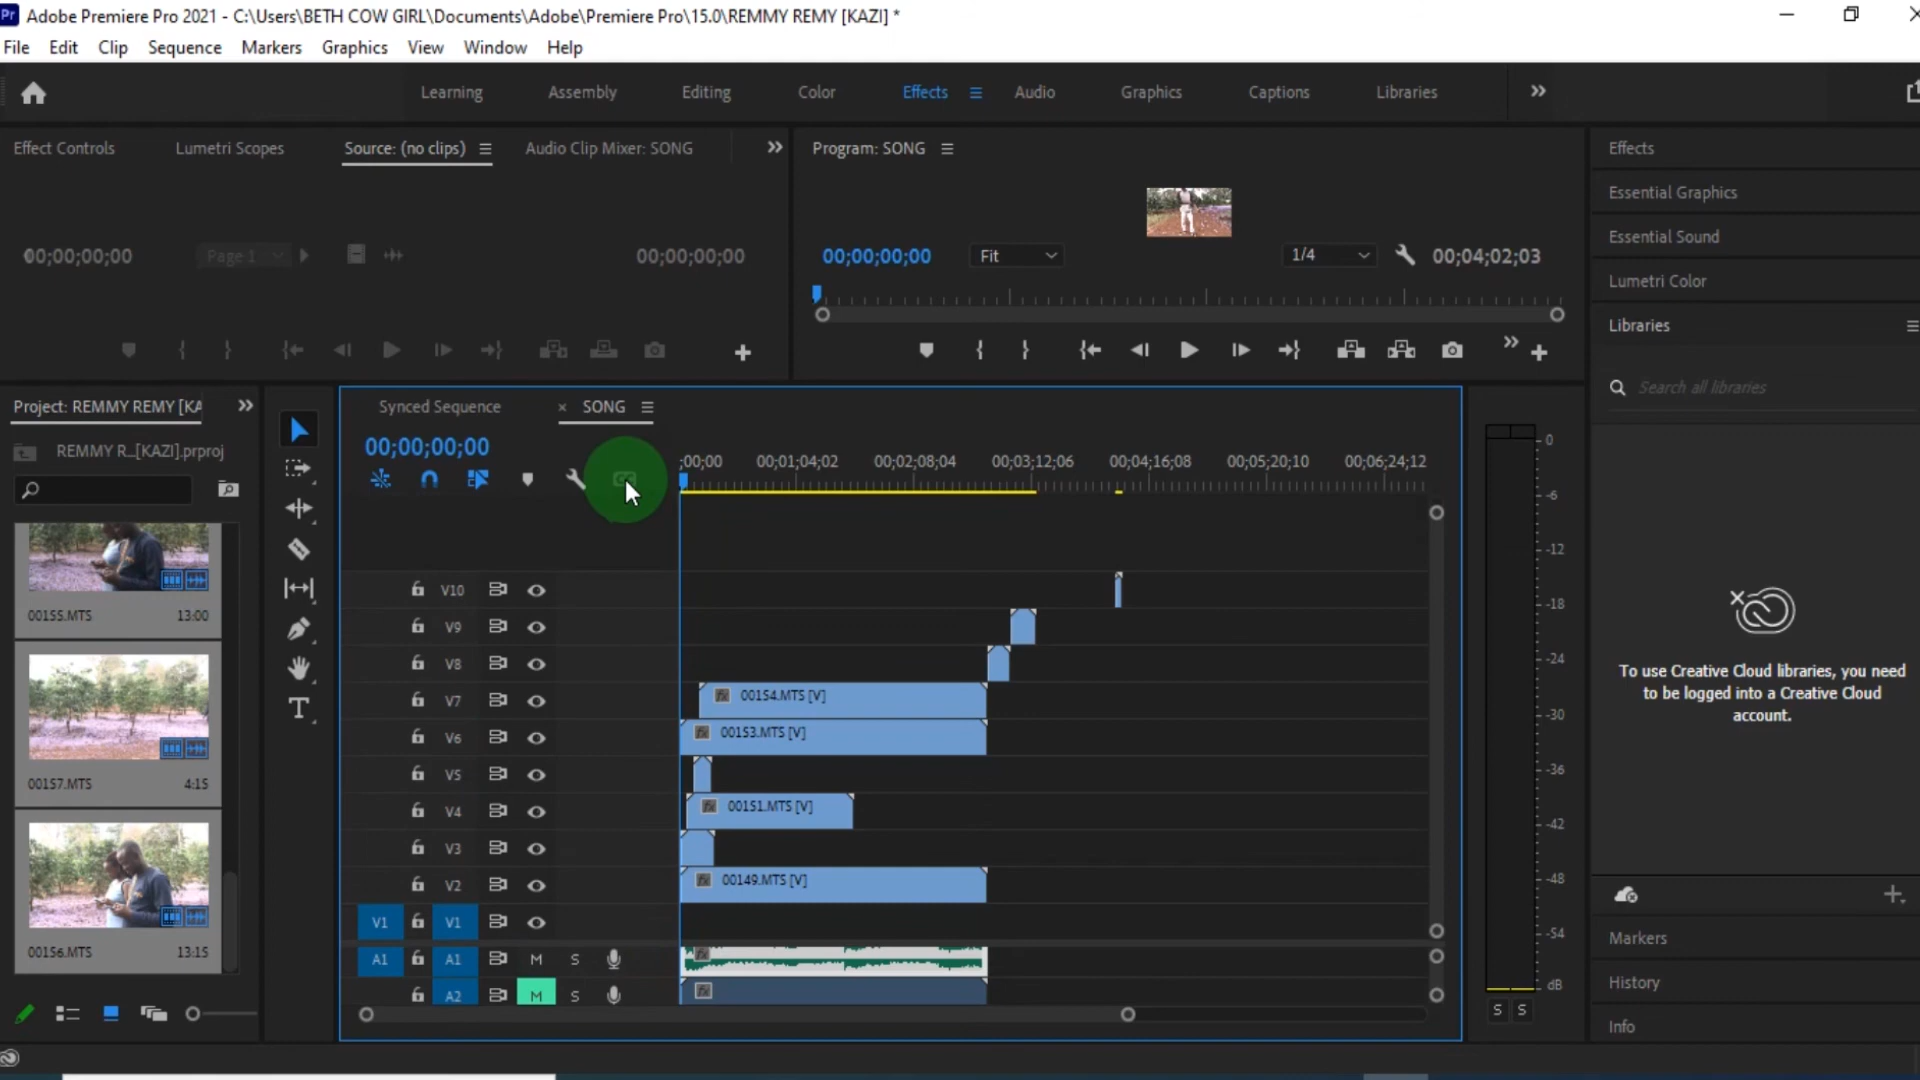 Pr Adobe Premiere Pro 2021 - C:\Users\BETH COW GIRL\Documents\Adobe\Premiere Pro\15.0\REMMY REMY [KAZI] *
File Edit Clip Sequence Markers Graphics View Window Help
Learning Assembly Editing Color Effects Audio Graphics Captions Libraries
Effect Controls Lumetri Scopes Source: (no clips) Audio Clip Mixer: SONG
Program: SONG
Effects
Essential Graphics
Essential Sound
Lumetri Color
Libraries
Search all libraries
00;00;00;00 Page 1 00;00;00;00
00;00;00;00 Fit 1/4 00;04;02;03
Project: REMMY REMY [KA
REMMY R...[KAZI].prproj
00155.MTS 13:00
00157.MTS 4:15
00156.MTS 13:15
Synced Sequence × SONG
00;00;00;00
;00;00 00;01;04;02 00;02;08;04 00;03;12;06 00;04;16;08 00;05;20;10 00;06;24;12
V10
V9
V8
V7 fx 00154.MTS [V]
V6 fx 00153.MTS [V]
V5
V4 fx 00151.MTS [V]
V3
V2 fx 00149.MTS [V]
V1 V1
A1 A1 M S fx
A2 M S fx
0
-6
-12
-18
-24
-30
-36
-42
-48
-54
dB
S S
To use Creative Cloud libraries, you need
to be logged into a Creative Cloud
account.
Markers
History
Info